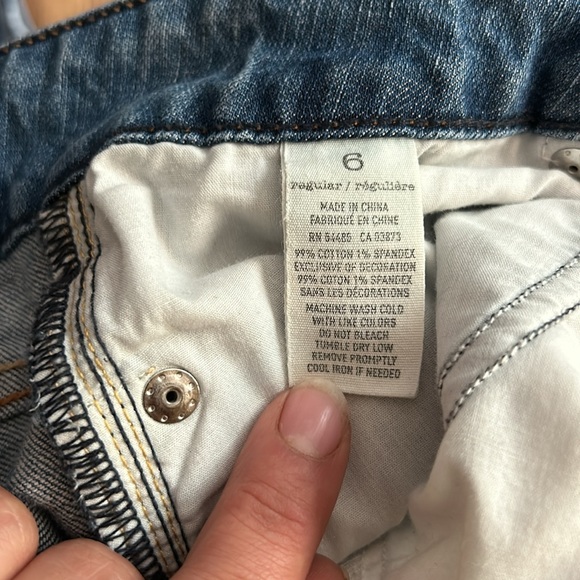 6
regular / régulière
MADE IN CHINA
FABRIQUÉ EN CHINE
RN 54485 CA 03873
99% COTTON 1% SPANDEX
EXCLUSIVE OF DECORATION
99% COTON 1% SPANDEX
SANS LES DÉCORATIONS
MACHINE WASH COLD
WITH LIKE COLORS
DO NOT BLEACH
TUMBLE DRY LOW
REMOVE PROMPTLY
COOL IRON IF NEEDED